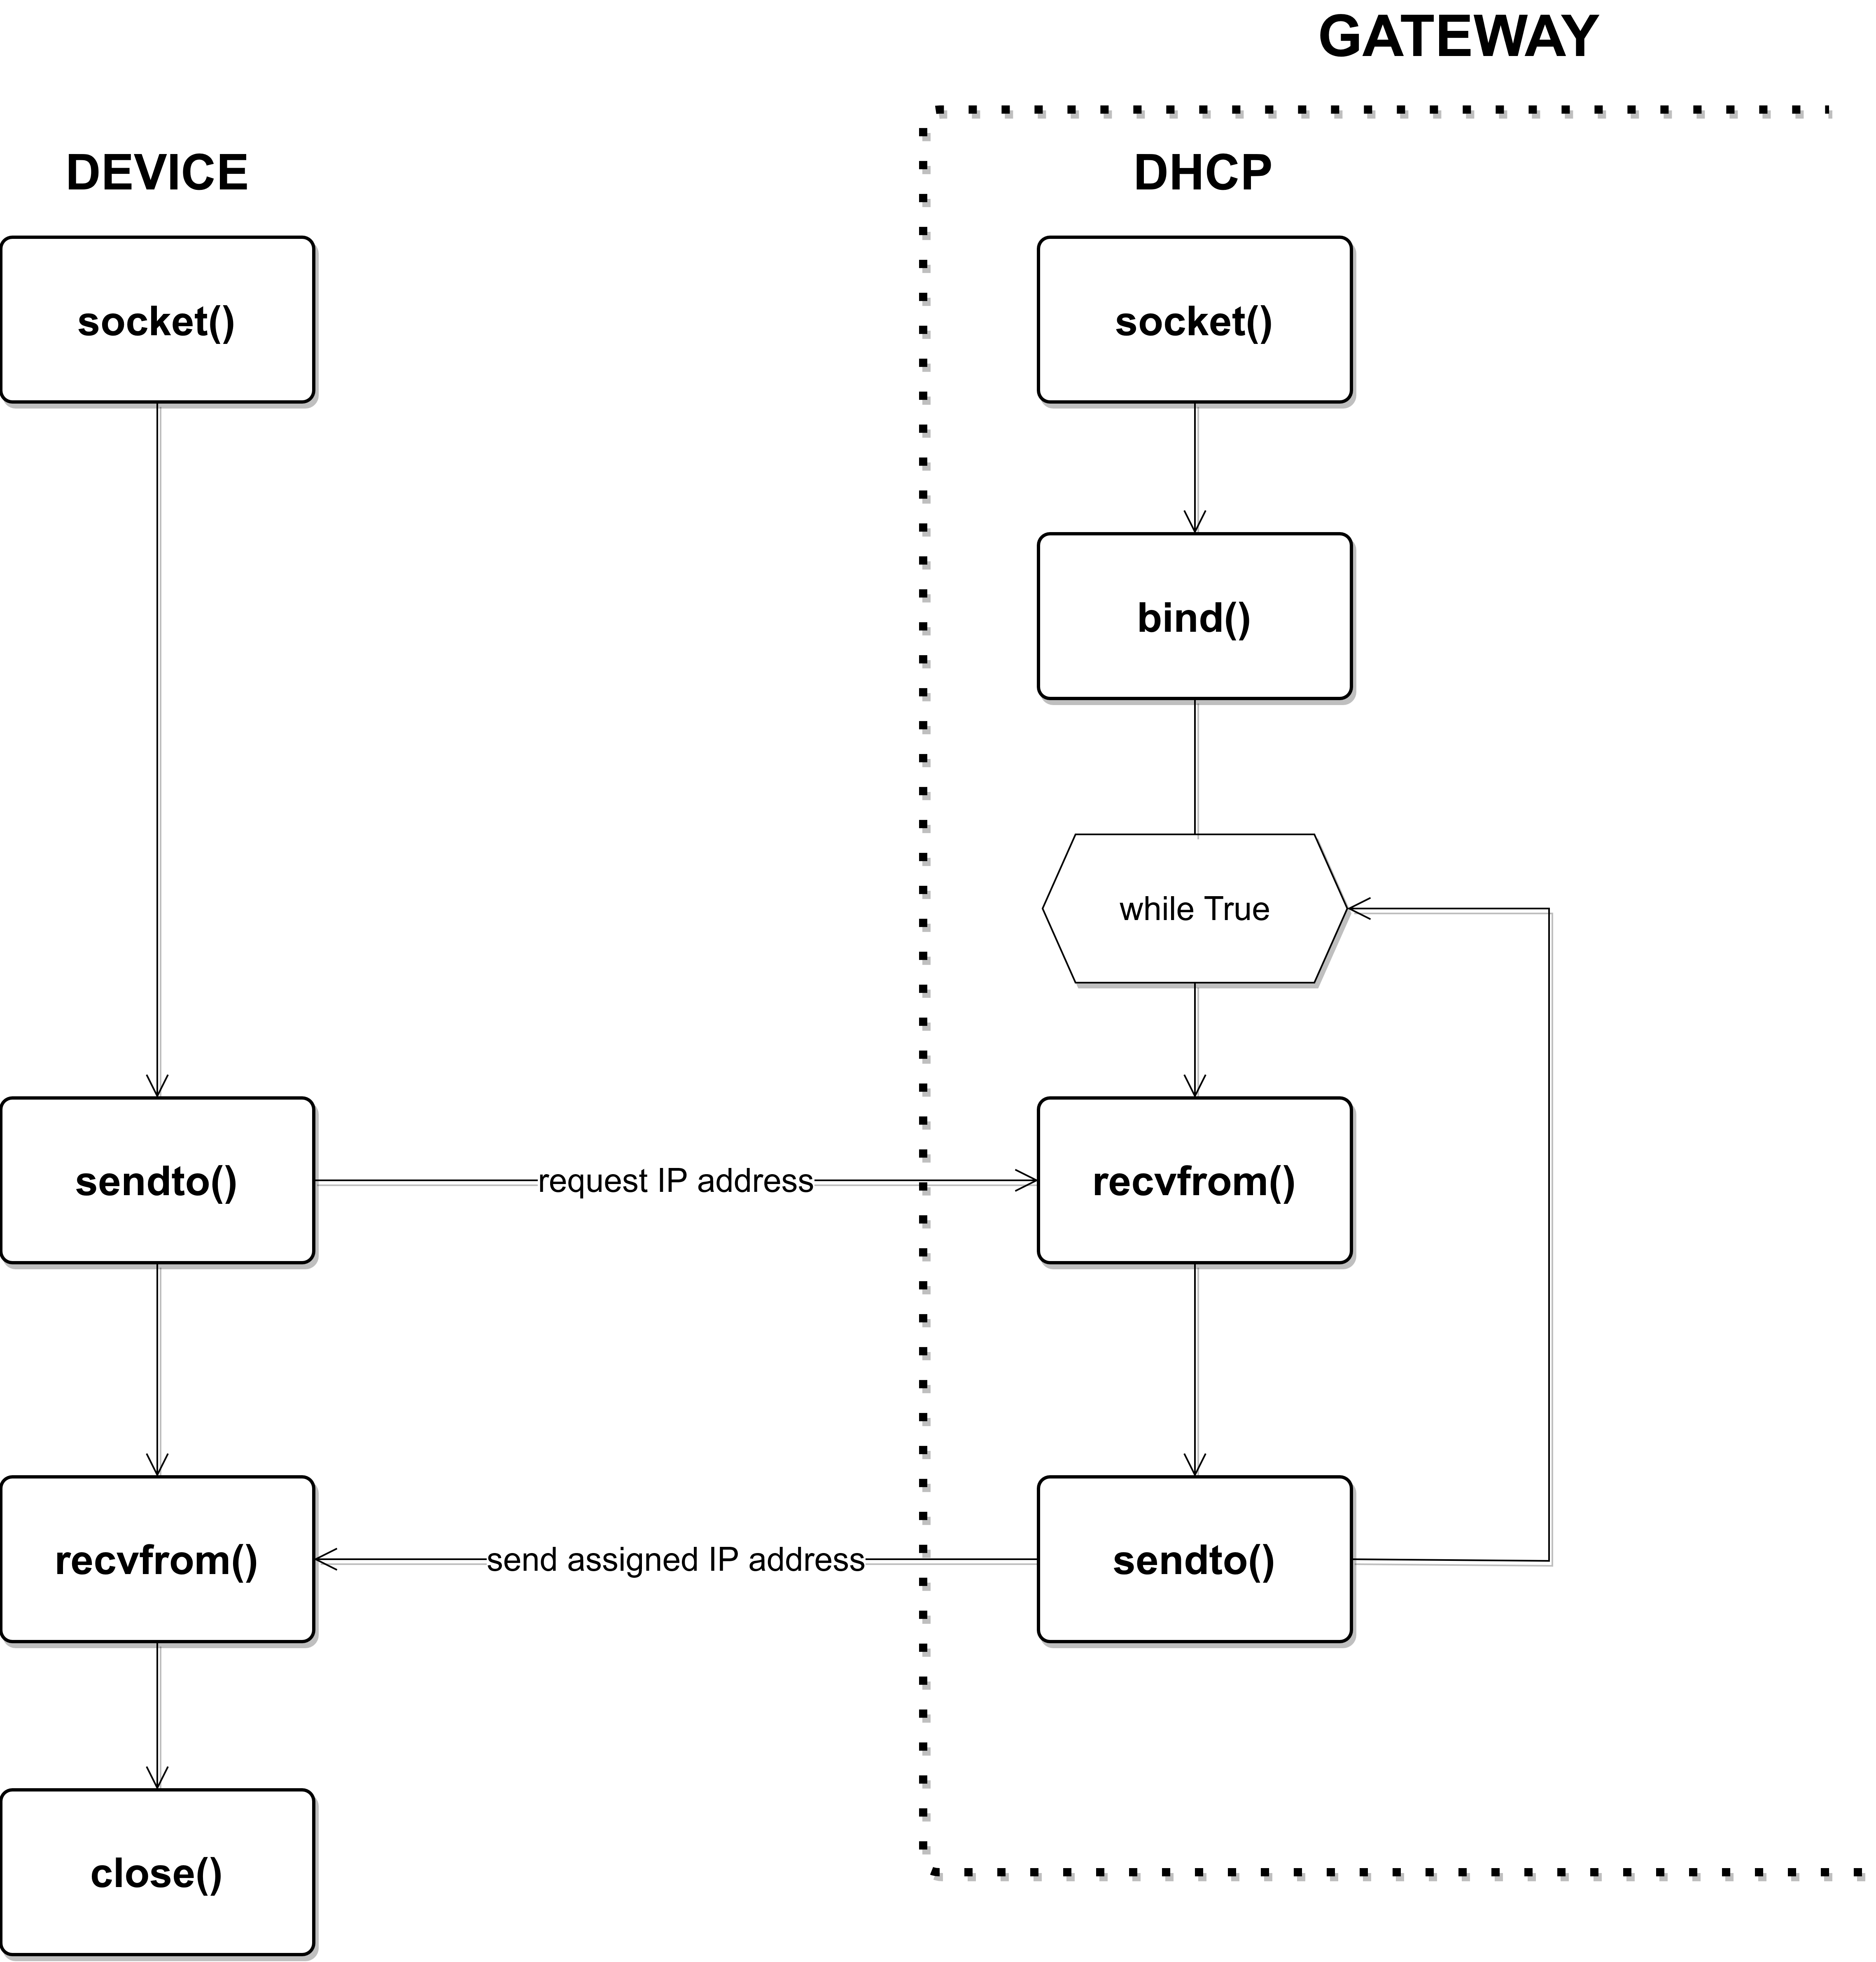 GATEWAY
DEVICE
DHCP
socket()
socket()
bind()
while True
sendto()
request IP address
recvfrom()
recvfrom()
send assigned IP address
sendto()
close()